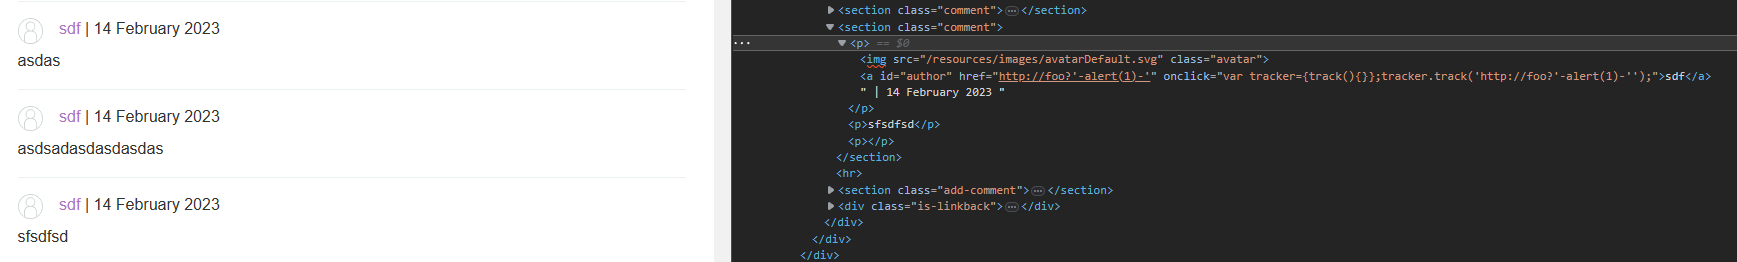 sdf | 14 February 2023
asdas
sdf | 14 February 2023
asdsadasdasdasdas
sdf | 14 February 2023
sfsdfsd
<section class="comment"> ⋯ </section>
<section class="comment">
⋯ <p> == $0
<img src="/resources/images/avatarDefault.svg" class="avatar">
<a id="author" href="http://foo?'-alert(1)-'" onclick="var tracker={track(){}};tracker.track('http://foo?'-alert(1)-'');">sdf</a>
" | 14 February 2023 "
</p>
<p>sfsdfsd</p>
<p></p>
</section>
<hr>
<section class="add-comment"> ⋯ </section>
<div class="is-linkback"> ⋯ </div>
</div>
</div>
</div>